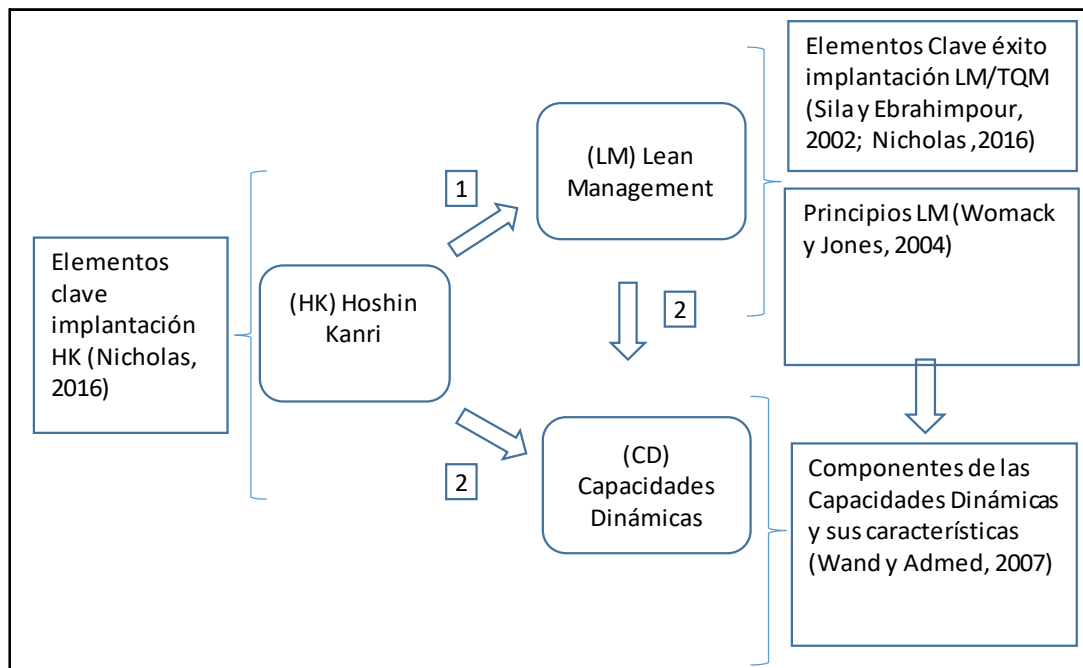 Elementos
clave
implantación
HK (Nicholas,
2016)
(HK) Hoshin
Kanri
1
(LM) Lean
Management
2
2
(CD)
Capacidades
Dinámicas
Elementos Clave éxito
implantación LM/TQM
(Sila y Ebrahimpour,
2002; Nicholas ,2016)
Principios LM (Womack
y Jones, 2004)
Componentes de las
Capacidades Dinámicas
y sus característícas
(Wand y Admed, 2007)